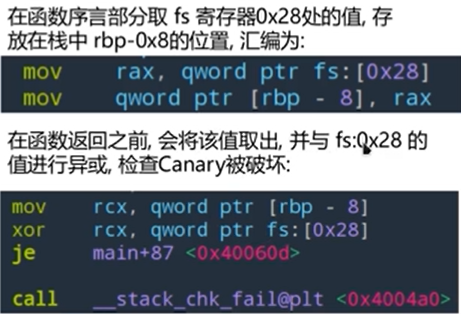 在函数序言部分取 fs 寄存器0x28处的值, 存
放在栈中 rbp-0x8的位置, 汇编为:
mov rax, qword ptr fs:[0x28]
mov qword ptr [rbp - 8], rax
在函数返回之前, 会将该值取出, 并与 fs:0x28 的
值进行异或, 检查Canary被破坏:
mov rcx, qword ptr [rbp - 8]
xor rcx, qword ptr fs:[0x28]
je main+87 <0x40060d>
call __stack_chk_fail@plt <0x4004a0>